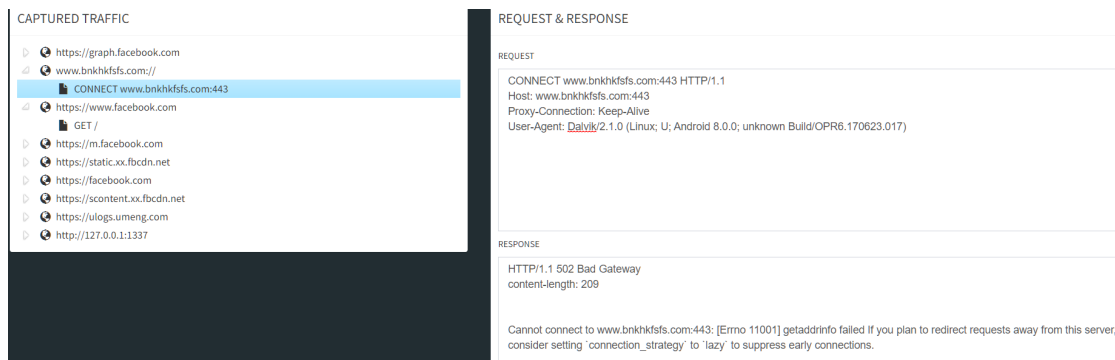 CAPTURED TRAFFIC
https://graph.facebook.com
www.bnkhkfsfs.com://
CONNECT www.bnkhkfsfs.com:443
https://www.facebook.com
GET /
https://m.facebook.com
https://static.xx.fbcdn.net
https://facebook.com
https://scontent.xx.fbcdn.net
https://ulogs.umeng.com
http://127.0.0.1:1337
REQUEST & RESPONSE
REQUEST
CONNECT www.bnkhkfsfs.com:443 HTTP/1.1
Host: www.bnkhkfsfs.com:443
Proxy-Connection: Keep-Alive
User-Agent: Dalvik/2.1.0 (Linux; U; Android 8.0.0; unknown Build/OPR6.170623.017)
RESPONSE
HTTP/1.1 502 Bad Gateway
content-length: 209
Cannot connect to www.bnkhkfsfs.com:443: [Errno 11001] getaddrinfo failed If you plan to redirect requests away from this server,
consider setting `connection_strategy` to `lazy` to suppress early connections.